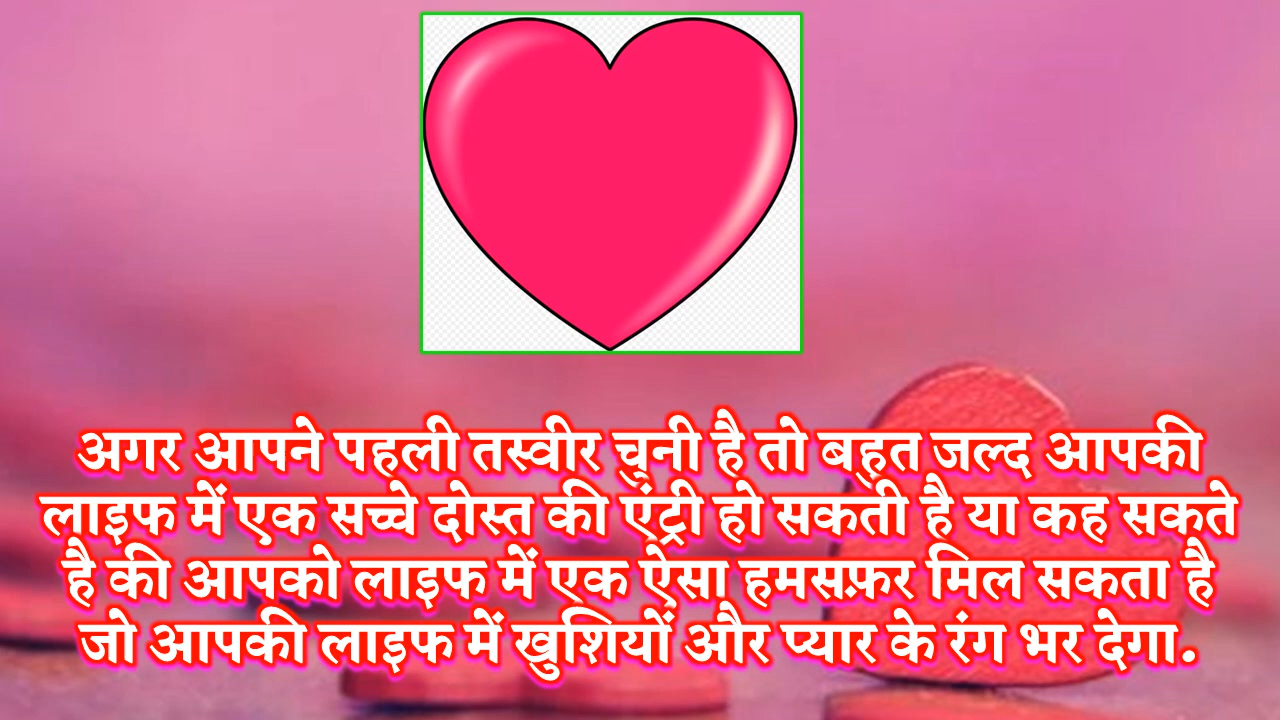 अगर आपने पहली तस्वीर चुनी है तो बहुत जल्द आपकी
लाइफ में एक सच्चे दोस्त की एंट्री हो सकती है या कह सकते
है की आपको लाइफ में एक ऐसा हमसफ़र मिल सकता है
जो आपकी लाइफ में खुशियों और प्यार के रंग भर देगा.